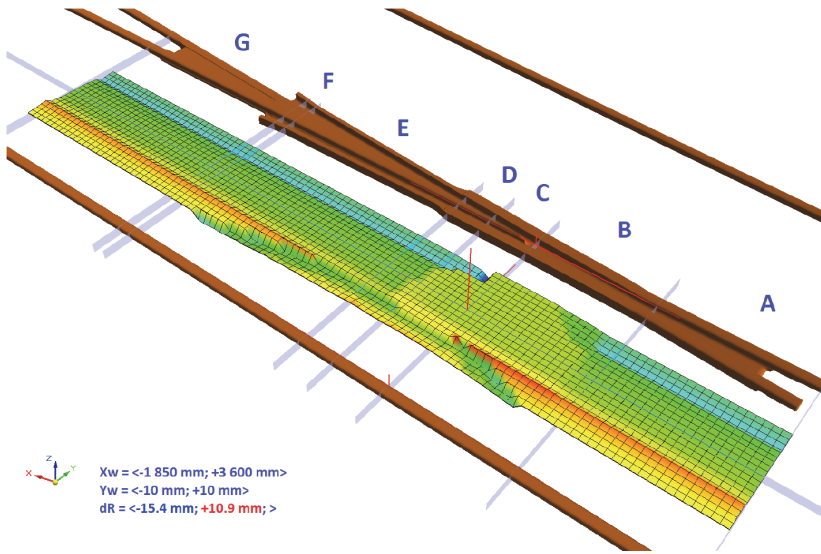 G
F
E
D
C
B
A
Z
X
Y
Xw = <-1 850 mm; +3 600 mm>
Yw = <-10 mm; +10 mm>
dR = <-15.4 mm; +10.9 mm; >